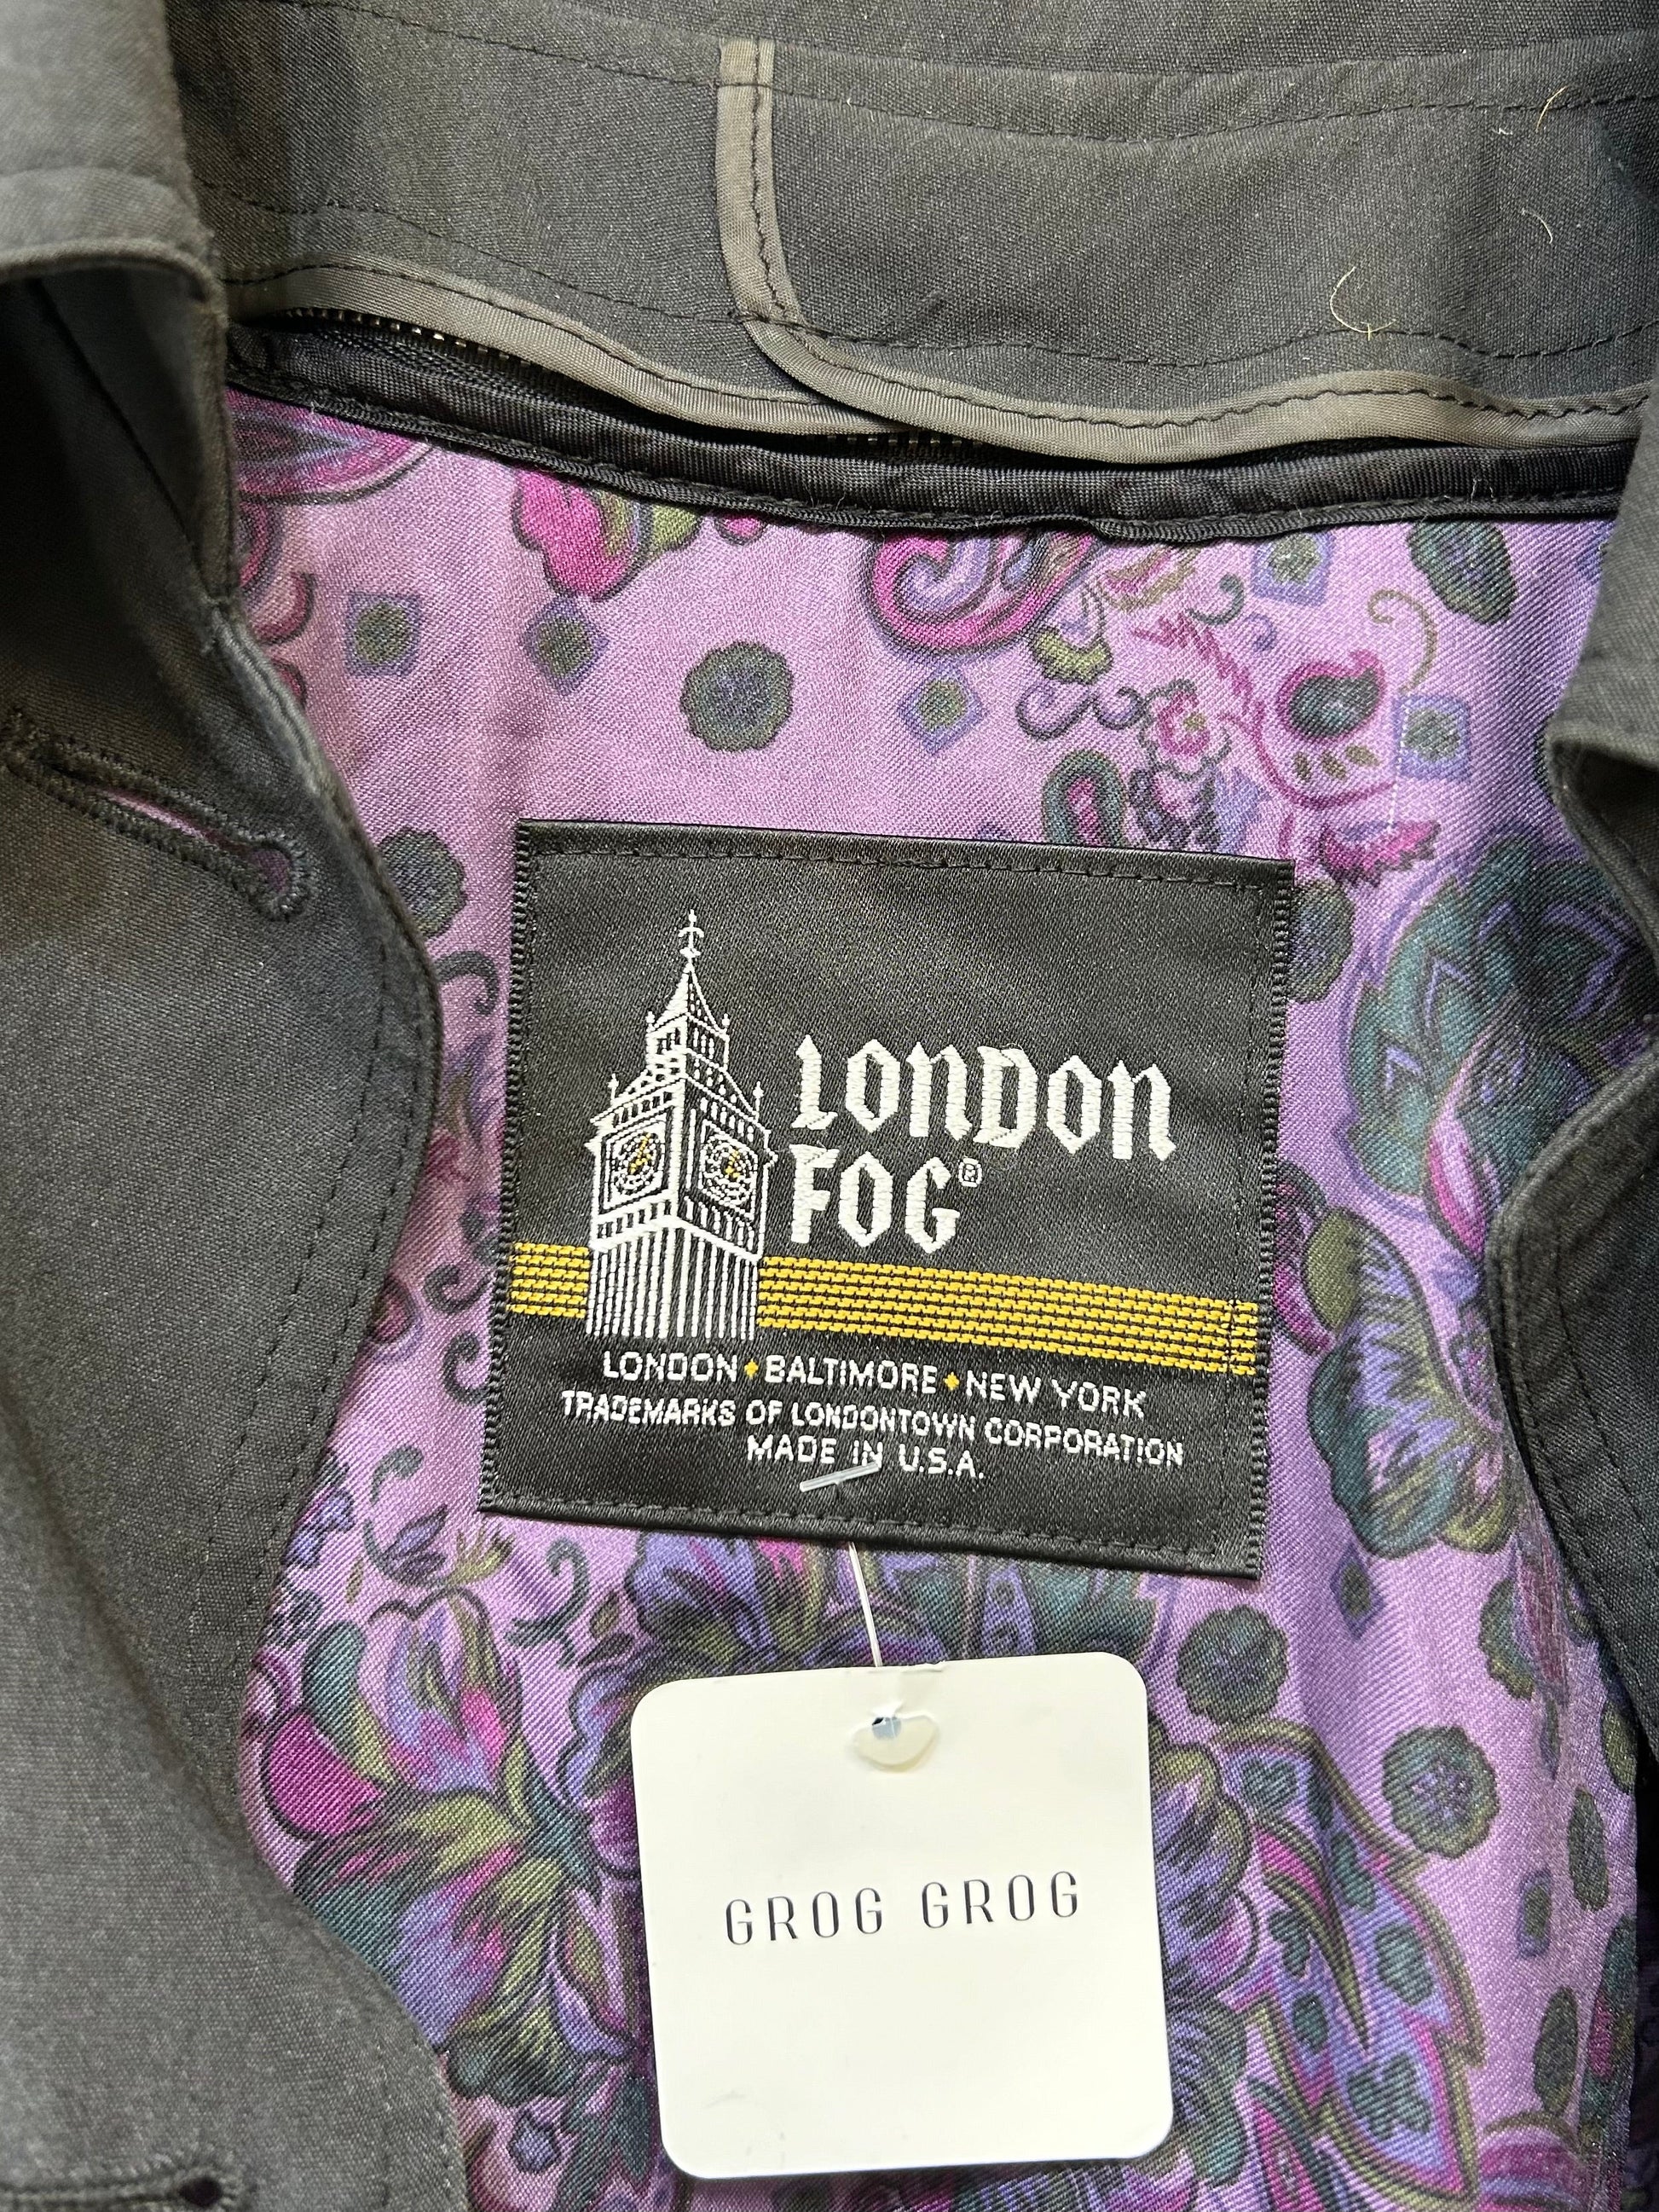 LONDON
FOG®
LONDON ♦ BALTIMORE ♦ NEW YORK
TRADEMARKS OF LONDONTOWN CORPORATION
MADE IN U.S.A.
GROG GROG